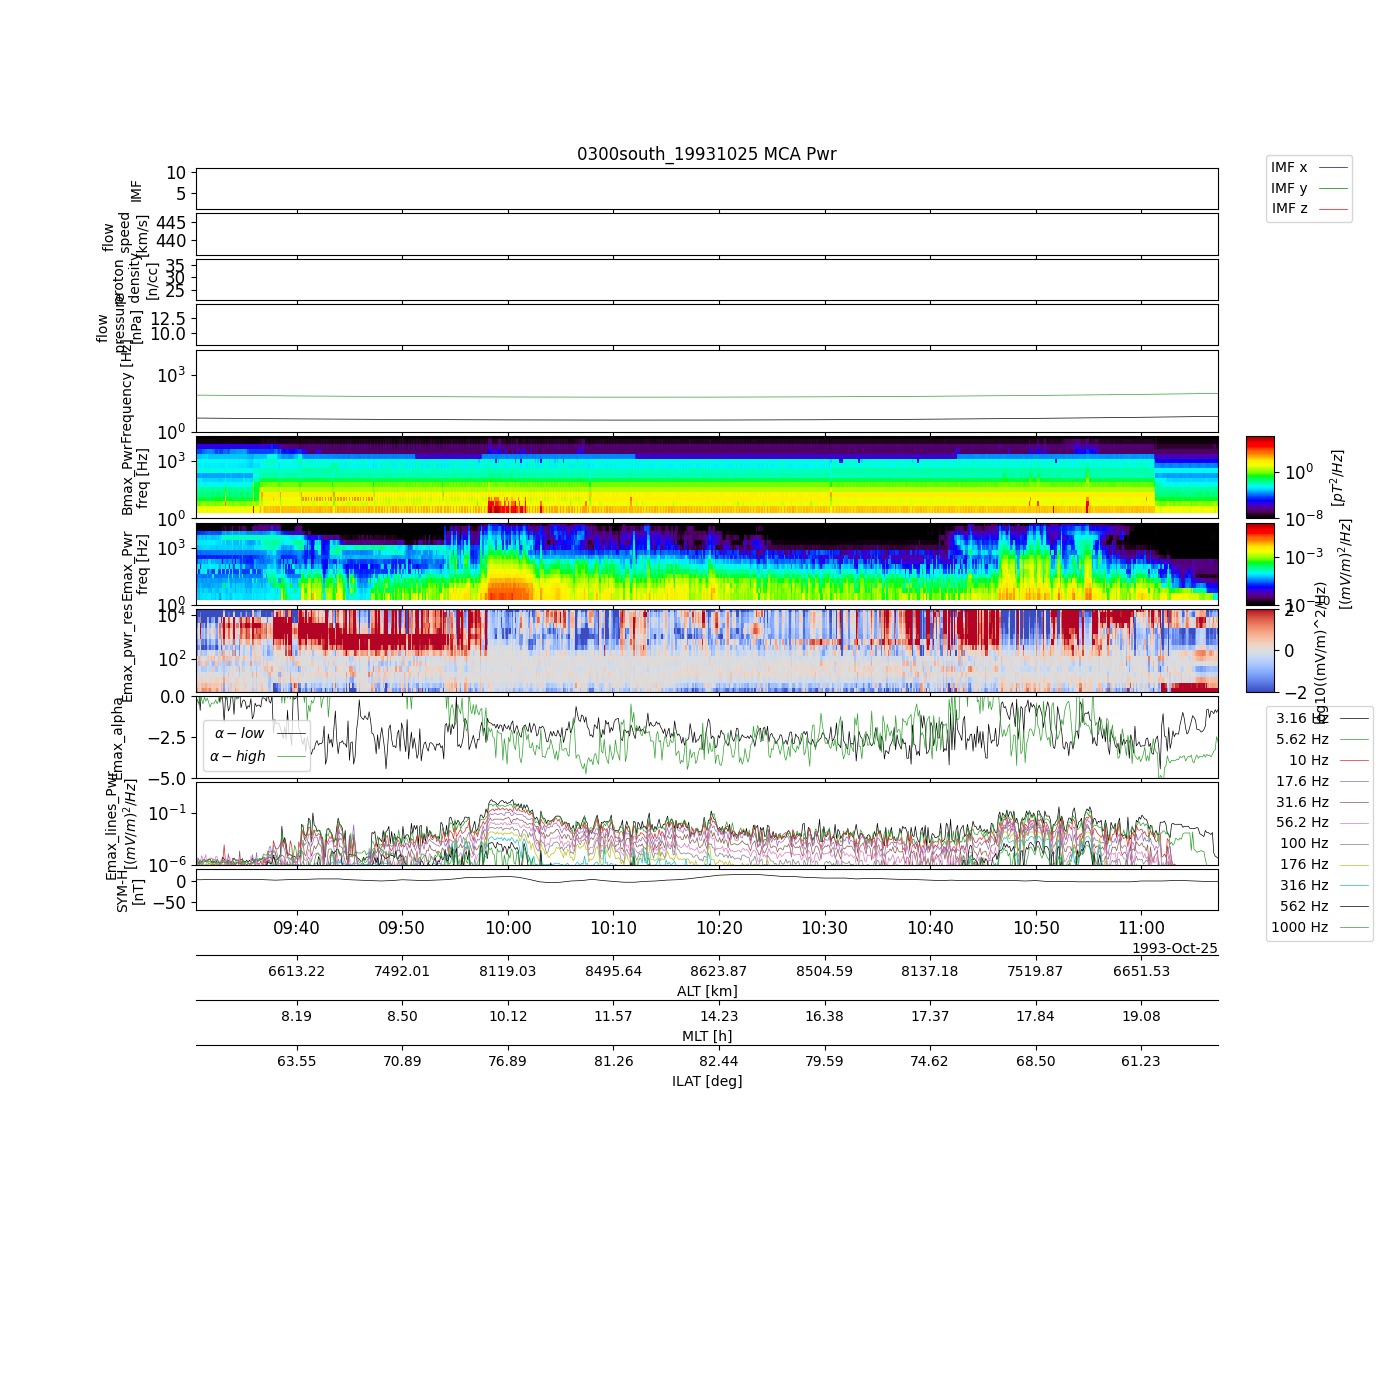 0300south_19931025 MCA Pwr
IMF
10
5
IMF x
IMF y
IMF z
flow
speed
[km/s]
445
440
proton
density
[n/cc]
35
30
25
flow
pressure
[nPa]
12.5
10.0
Frequency [Hz]
10^3
10^0
Bmax_Pwr
freq [Hz]
10^3
10^0
10^0
10^-8
[pT^2/Hz]
Emax_Pwr
freq [Hz]
10^3
10^0
10^-3
10^-10
[(mV/m)^2/Hz]
Emax_pwr_res
10^4
10^2
2
0
−2
log10((mV/m)^2/Hz)
Emax_alpha
0.0
−2.5
−5.0
α − low
α − high
Emax_lines_Pwr
[(mV/m)^2/Hz]
10^-1
10^-6
3.16 Hz
5.62 Hz
10 Hz
17.6 Hz
31.6 Hz
56.2 Hz
100 Hz
176 Hz
316 Hz
562 Hz
1000 Hz
SYM-H
[nT]
0
−50
09:40 09:50 10:00 10:10 10:20 10:30 10:40 10:50 11:00
1993-Oct-25
6613.22 7492.01 8119.03 8495.64 8623.87 8504.59 8137.18 7519.87 6651.53
ALT [km]
8.19 8.50 10.12 11.57 14.23 16.38 17.37 17.84 19.08
MLT [h]
63.55 70.89 76.89 81.26 82.44 79.59 74.62 68.50 61.23
ILAT [deg]